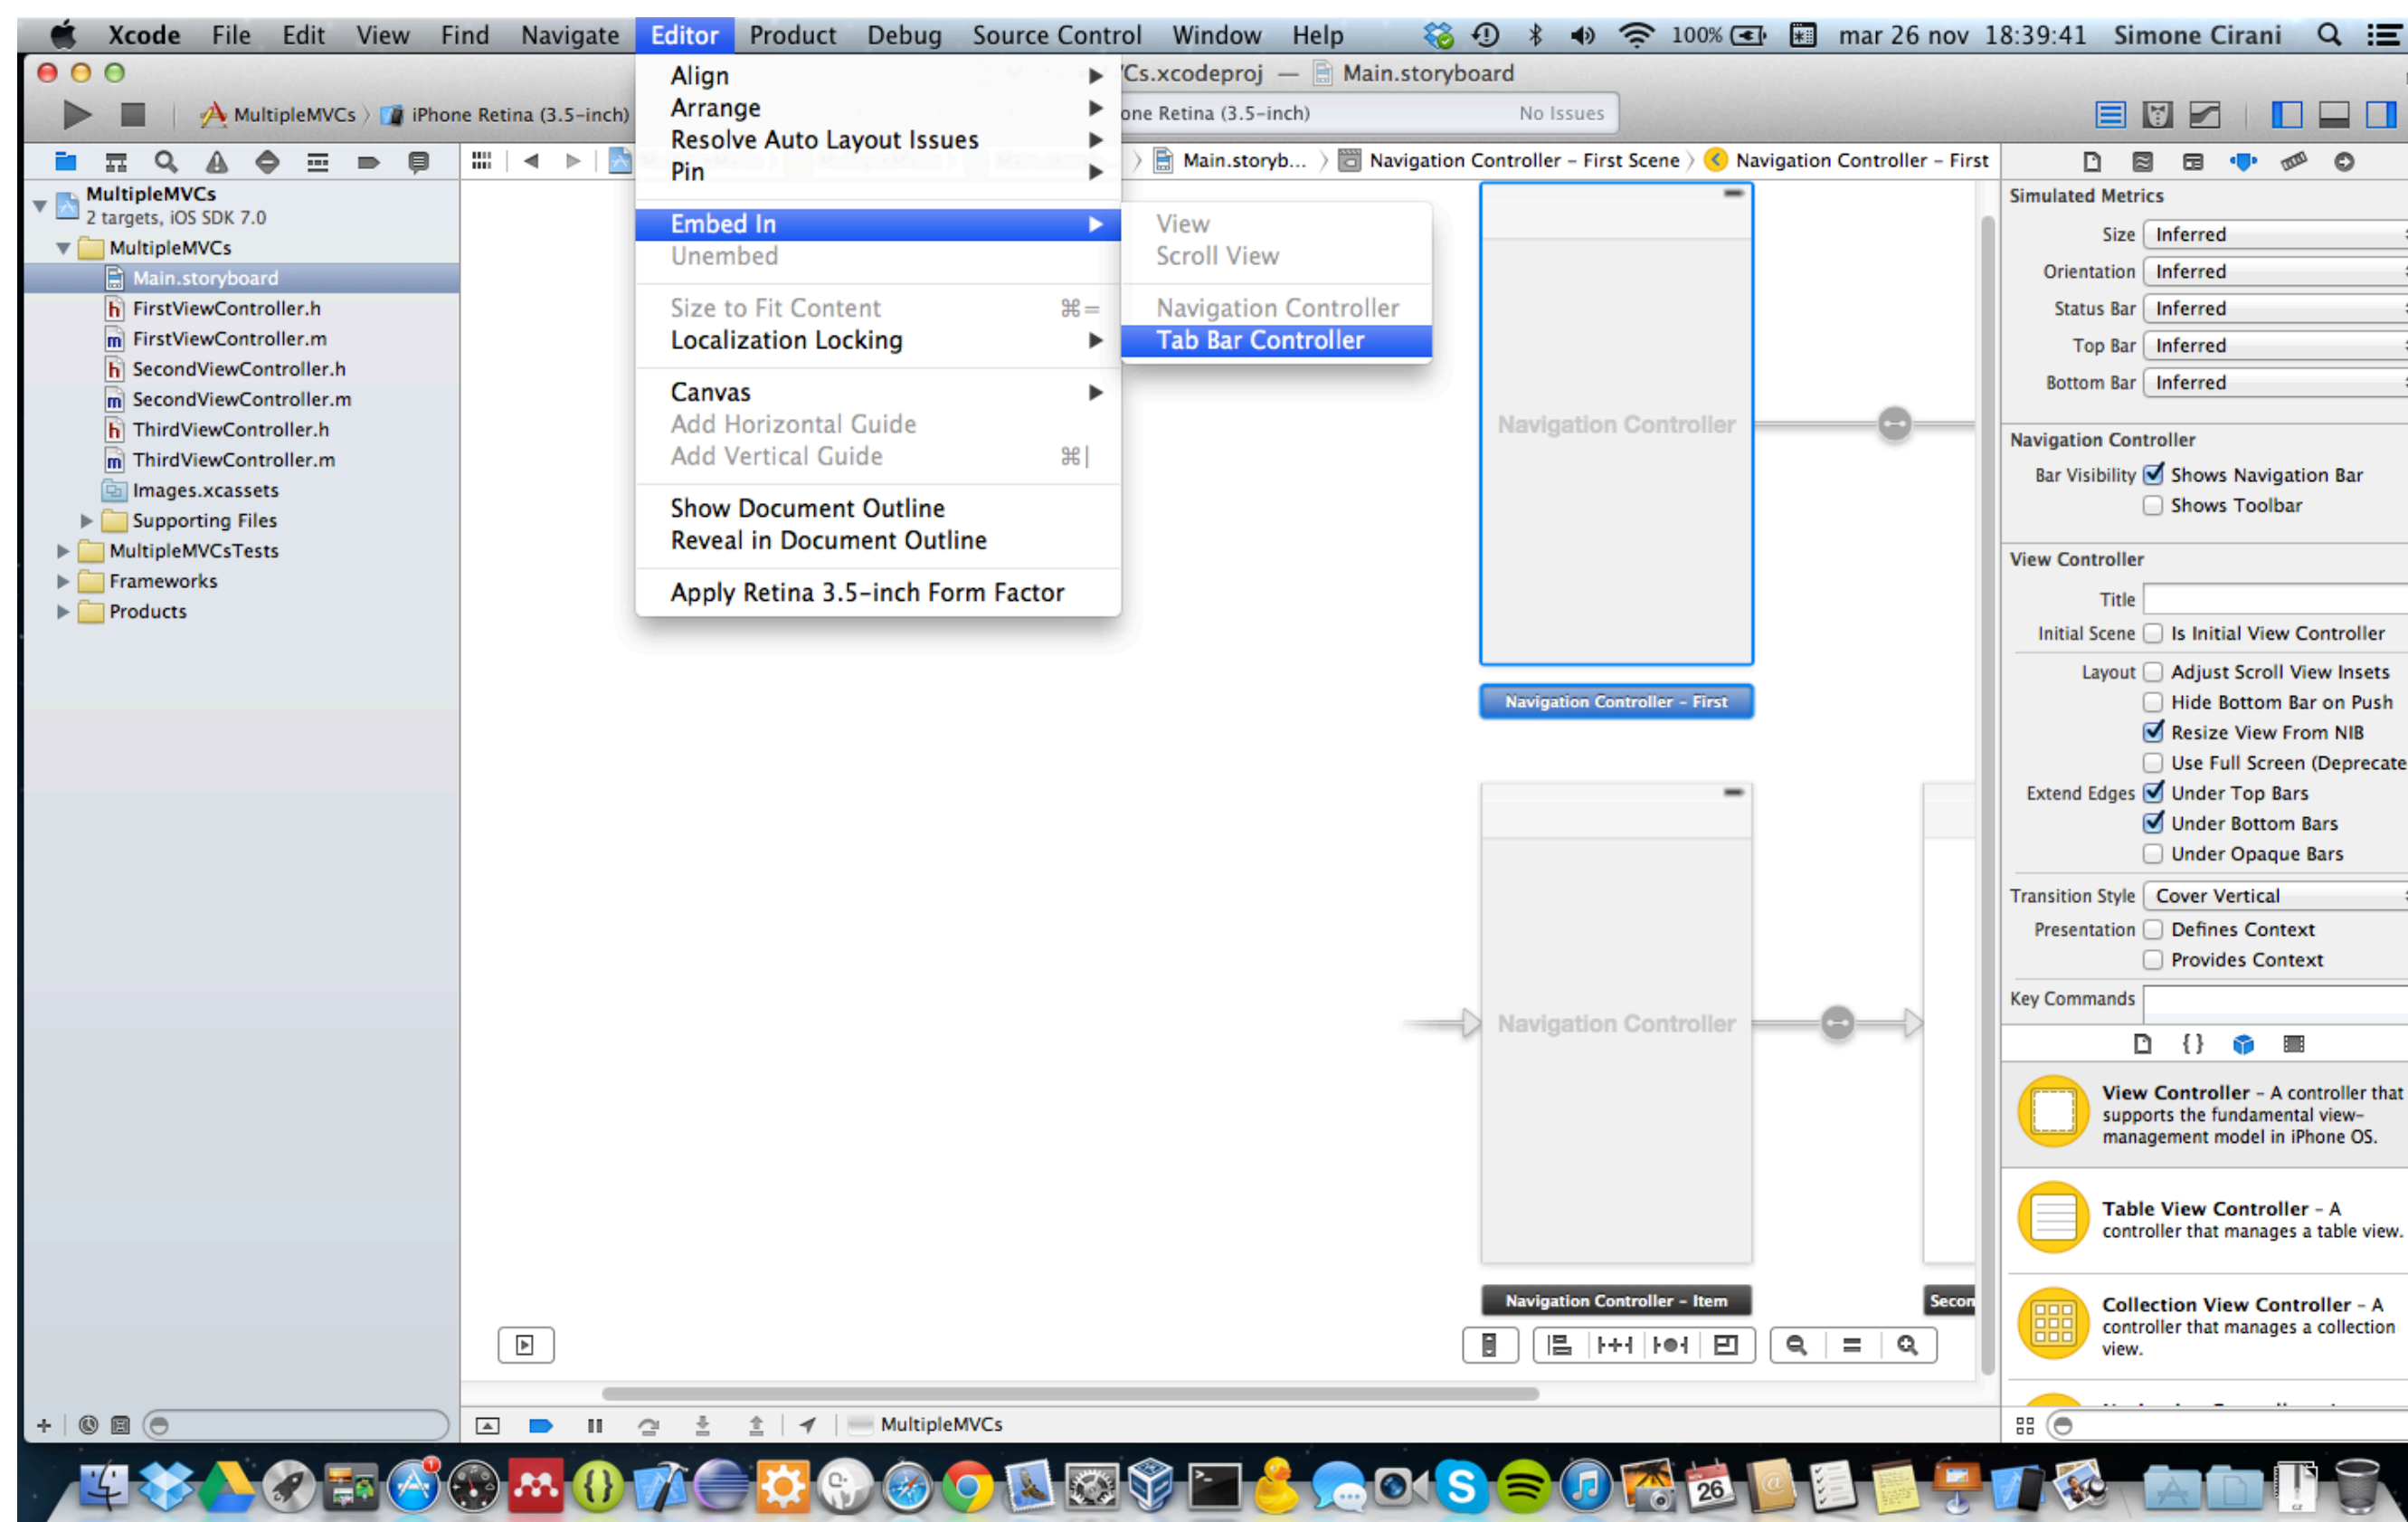 Xcode File Edit View Find Navigate Editor Product Debug Source Control Window Help 100% mar 26 nov 18:39:41 Simone Cirani
Cs.xcodeproj — Main.storyboard
MultipleMVCs iPhone Retina (3.5-inch)
one Retina (3.5-inch) No Issues
Main.storyb... Navigation Controller – First Scene Navigation Controller – First
MultipleMVCs
2 targets, iOS SDK 7.0
MultipleMVCs
Main.storyboard
FirstViewController.h
FirstViewController.m
SecondViewController.h
SecondViewController.m
ThirdViewController.h
ThirdViewController.m
Images.xcassets
Supporting Files
MultipleMVCsTests
Frameworks
Products
Align
Arrange
Resolve Auto Layout Issues
Pin
Embed In
Unembed
Size to Fit Content ⌘=
Localization Locking
Canvas
Add Horizontal Guide
Add Vertical Guide ⌘|
Show Document Outline
Reveal in Document Outline
Apply Retina 3.5-inch Form Factor
View
Scroll View
Navigation Controller
Tab Bar Controller
Navigation Controller
Navigation Controller – First
Navigation Controller
Navigation Controller – Item
Secon
Simulated Metrics
Size Inferred
Orientation Inferred
Status Bar Inferred
Top Bar Inferred
Bottom Bar Inferred
Navigation Controller
Bar Visibility Shows Navigation Bar
Shows Toolbar
View Controller
Title
Initial Scene Is Initial View Controller
Layout Adjust Scroll View Insets
Hide Bottom Bar on Push
Resize View From NIB
Use Full Screen (Deprecate
Extend Edges Under Top Bars
Under Bottom Bars
Under Opaque Bars
Transition Style Cover Vertical
Presentation Defines Context
Provides Context
Key Commands
{}
View Controller – A controller that
supports the fundamental view-
management model in iPhone OS.
Table View Controller – A
controller that manages a table view.
Collection View Controller – A
controller that manages a collection
view.
MultipleMVCs
26